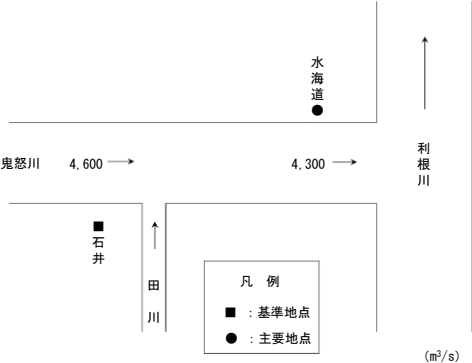 水海道
利根川
鬼怒川 4,600 4,300
石井
田川
凡 例
■ : 基準地点
● : 主要地点
(m³/s)